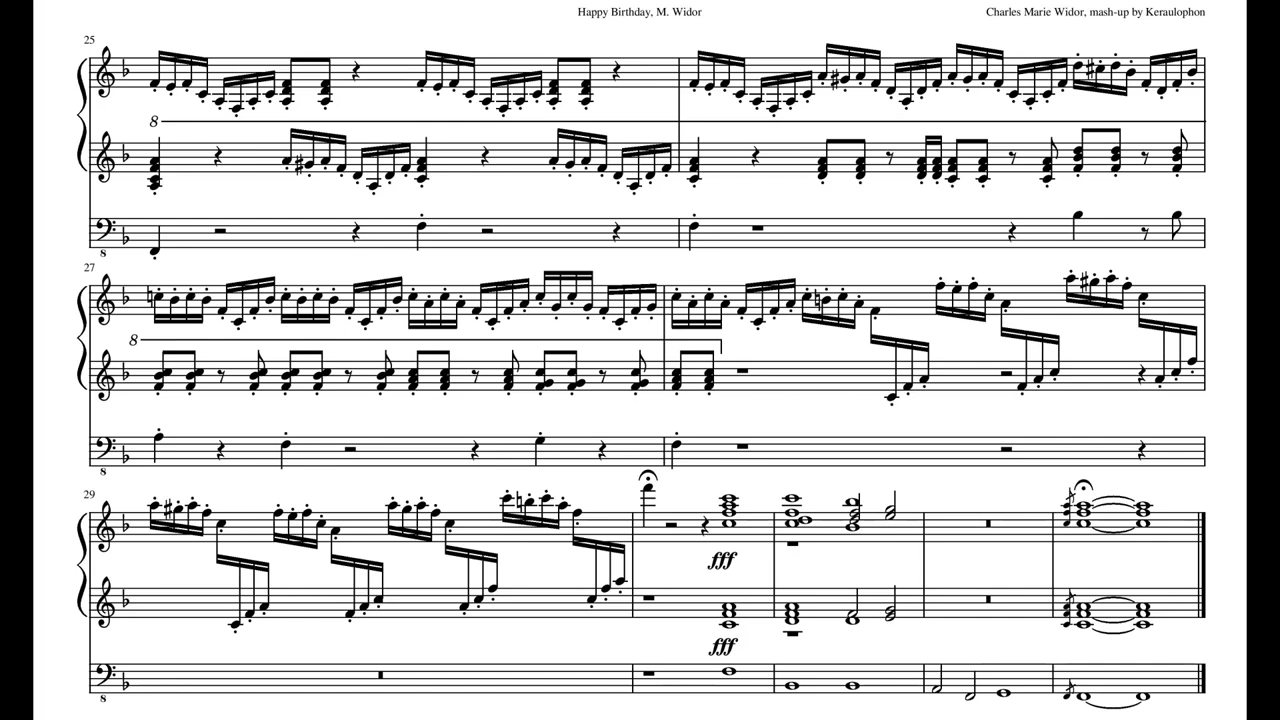 Happy Birthday, M. Widor
Charles Marie Widor, mash-up by Keraulophon
25
8
8
27
8
8
29
fff
fff
8